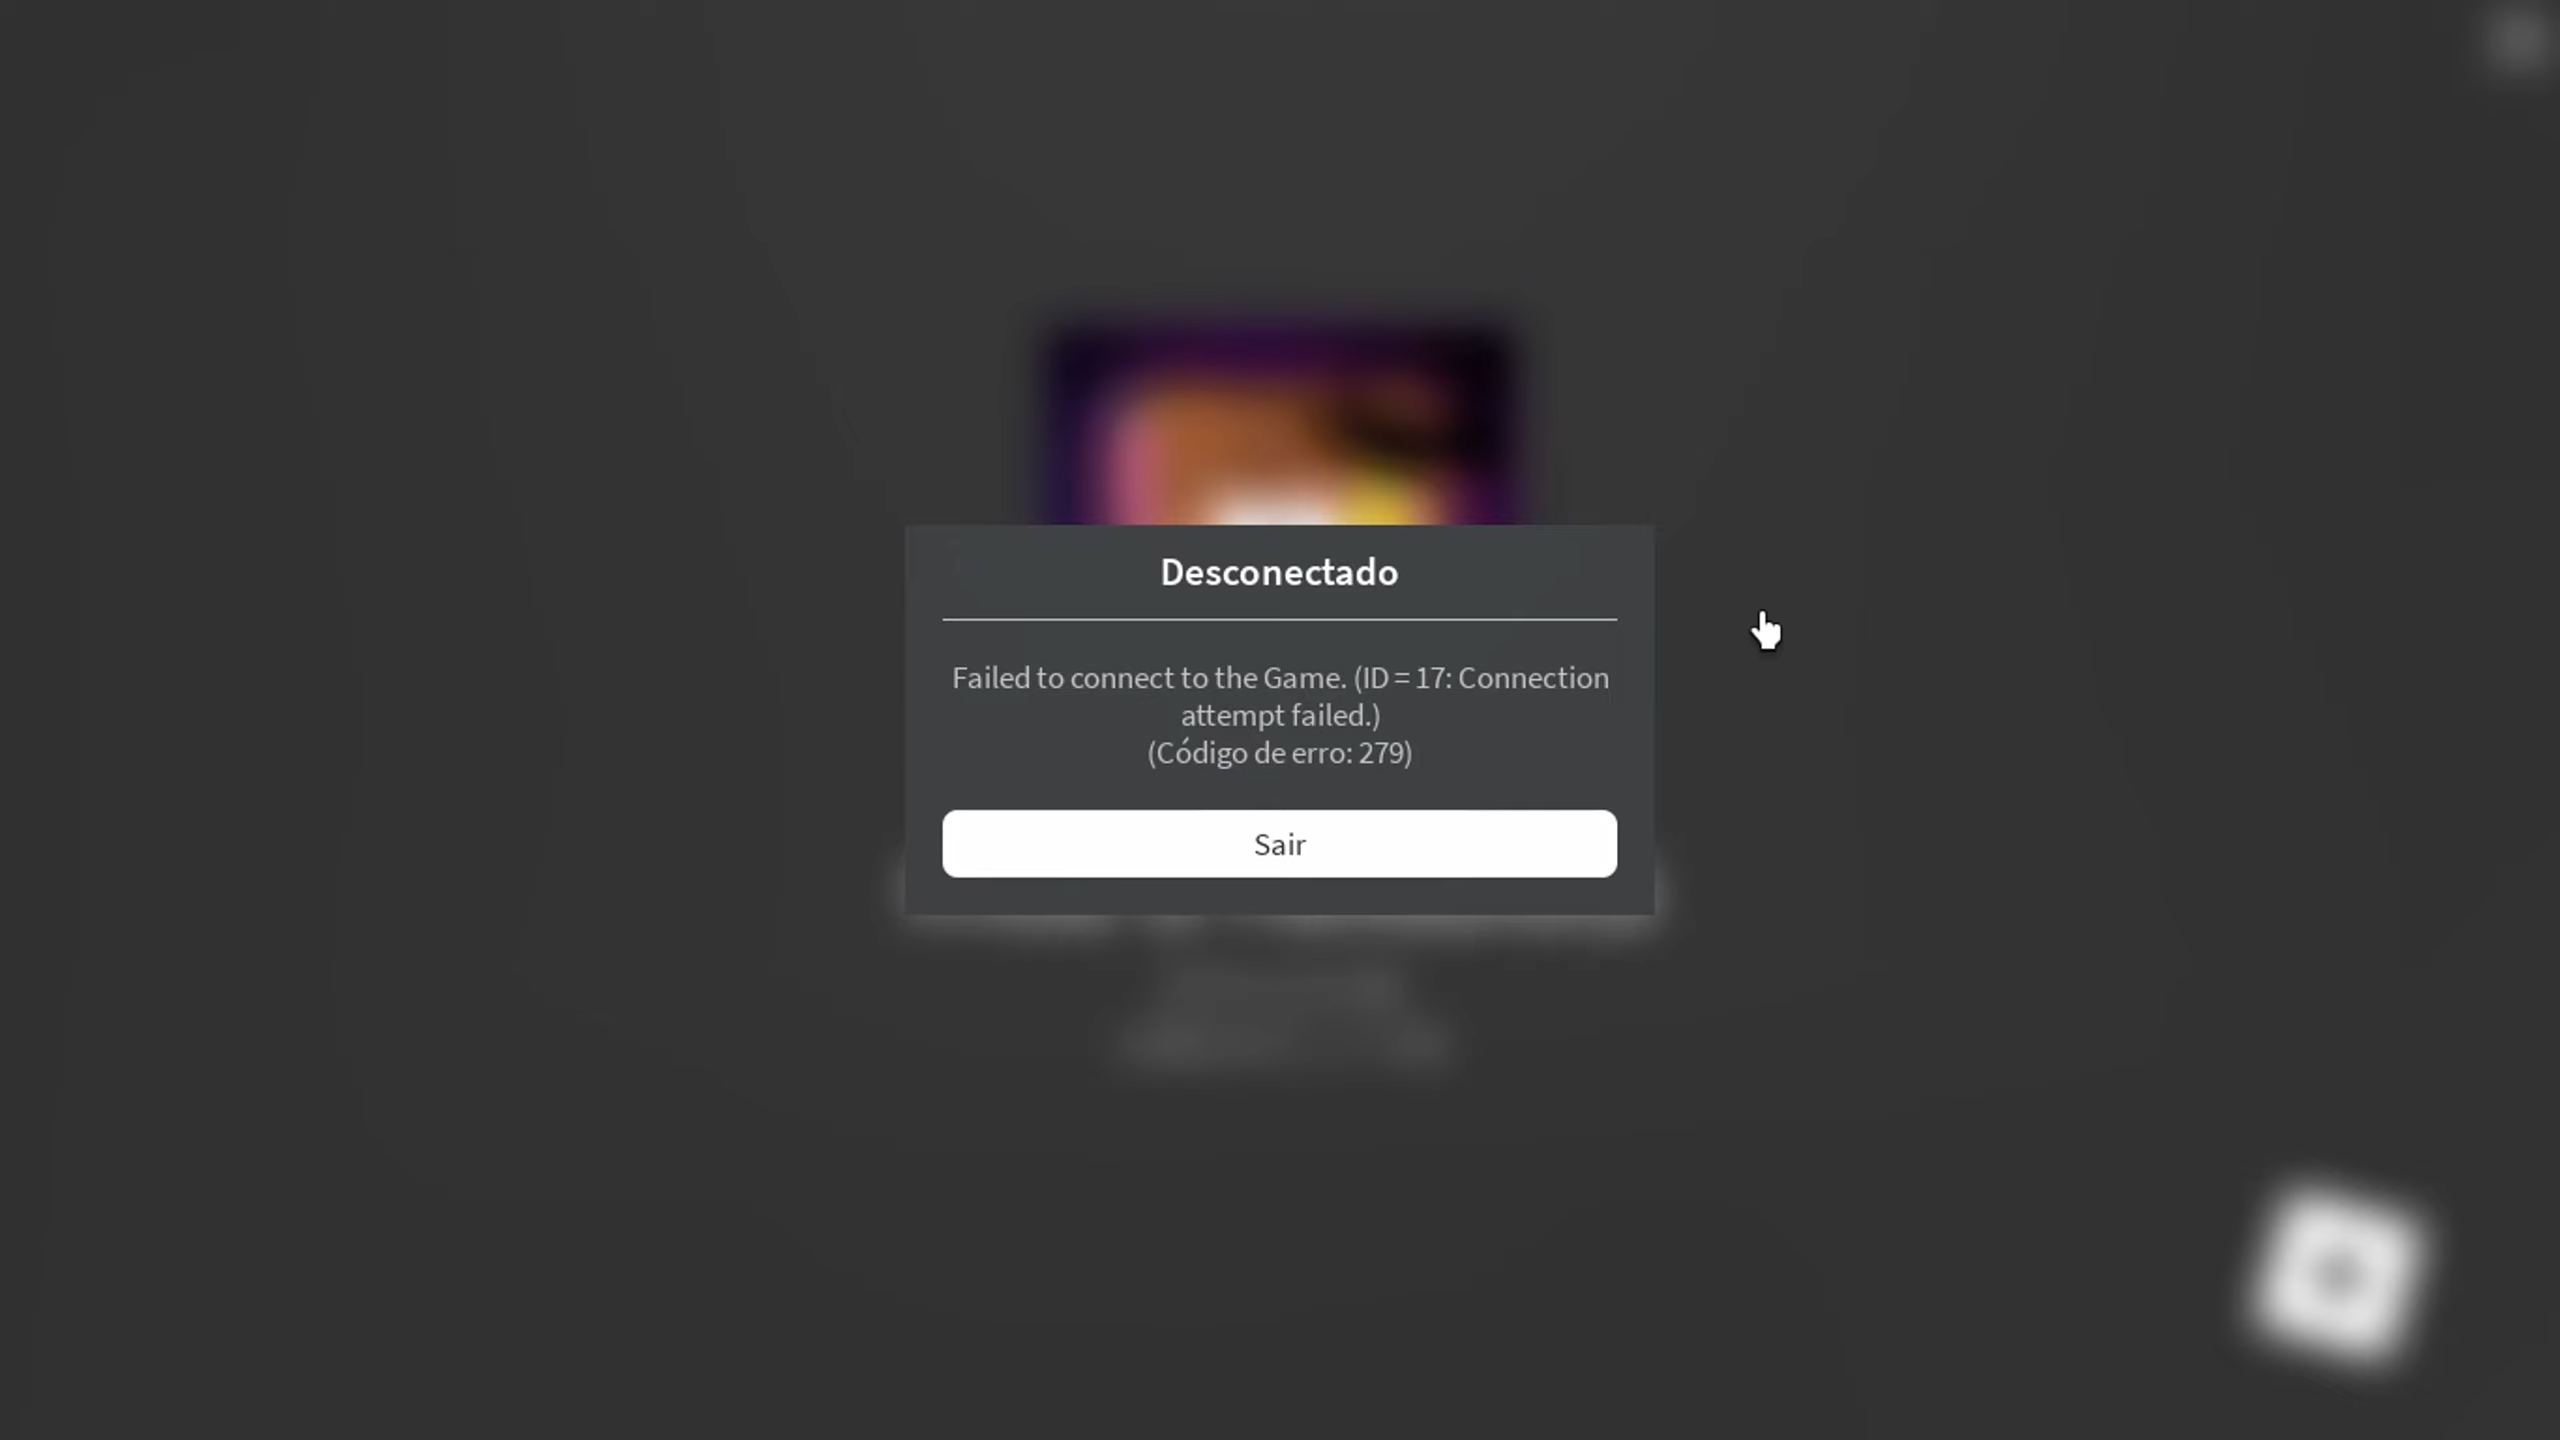 Desconectado
Failed to connect to the Game. (ID = 17: Connection
attempt failed.)
(Código de erro: 279)
Sair